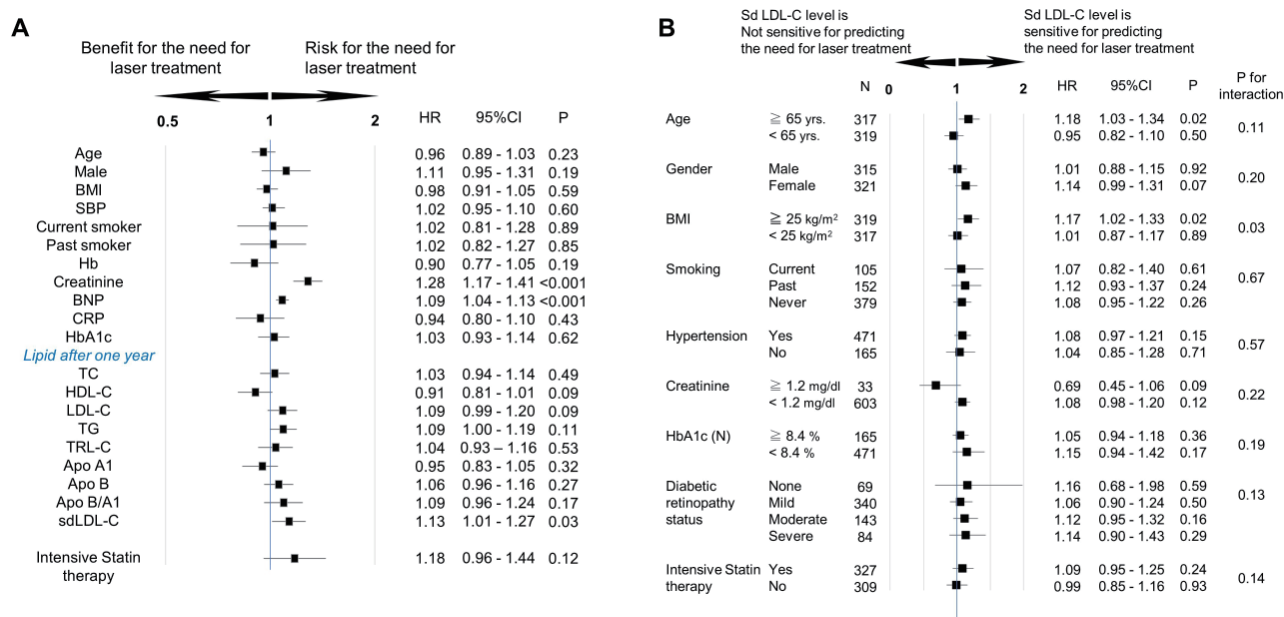 A
Benefit for the need for
laser treatment
Risk for the need for
laser treatment
0.5 1 2 HR 95%CI P
Age 0.96 0.89 - 1.03 0.23
Male 1.11 0.95 - 1.31 0.19
BMI 0.98 0.91 - 1.05 0.59
SBP 1.02 0.95 - 1.10 0.60
Current smoker 1.02 0.81 - 1.28 0.89
Past smoker 1.02 0.82 - 1.27 0.85
Hb 0.90 0.77 - 1.05 0.19
Creatinine 1.28 1.17 - 1.41 <0.001
BNP 1.09 1.04 - 1.13 <0.001
CRP 0.94 0.80 - 1.10 0.43
HbA1c 1.03 0.93 - 1.14 0.62
Lipid after one year
TC 1.03 0.94 - 1.14 0.49
HDL-C 0.91 0.81 - 1.01 0.09
LDL-C 1.09 0.99 - 1.20 0.09
TG 1.09 1.00 - 1.19 0.11
TRL-C 1.04 0.93 – 1.16 0.53
Apo A1 0.95 0.83 - 1.05 0.32
Apo B 1.06 0.96 - 1.16 0.27
Apo B/A1 1.09 0.96 - 1.24 0.17
sdLDL-C 1.13 1.01 - 1.27 0.03
Intensive Statin 1.18 0.96 - 1.44 0.12
therapy
B
Sd LDL-C level is
Not sensitive for predicting
the need for laser treatment
Sd LDL-C level is
sensitive for predicting
the need for laser treatment
N 0 1 2 HR 95%CI P P for
interaction
Age ≧ 65 yrs. 317 1.18 1.03 - 1.34 0.02
< 65 yrs. 319 0.95 0.82 - 1.10 0.50
0.11
Gender Male 315 1.01 0.88 - 1.15 0.92
Female 321 1.14 0.99 - 1.31 0.07
0.20
BMI ≧ 25 kg/m² 319 1.17 1.02 - 1.33 0.02
< 25 kg/m² 317 1.01 0.87 - 1.17 0.89
0.03
Smoking Current 105 1.07 0.82 - 1.40 0.61
Past 152 1.12 0.93 - 1.37 0.24 0.67
Never 379 1.08 0.95 - 1.22 0.26
Hypertension Yes 471 1.08 0.97 - 1.21 0.15
No 165 1.04 0.85 - 1.28 0.71
0.57
Creatinine ≧ 1.2 mg/dl 33 0.69 0.45 - 1.06 0.09
< 1.2 mg/dl 603 1.08 0.98 - 1.20 0.12
0.22
HbA1c (N) ≧ 8.4 % 165 1.05 0.94 - 1.18 0.36
< 8.4 % 471 1.15 0.94 - 1.42 0.17
0.19
Diabetic None 69 1.16 0.68 - 1.98 0.59
retinopathy Mild 340 1.06 0.90 - 1.24 0.50
0.13
status Moderate 143 1.12 0.95 - 1.32 0.16
Severe 84 1.14 0.90 - 1.43 0.29
Intensive Statin Yes 327 1.09 0.95 - 1.25 0.24
therapy No 309 0.99 0.85 - 1.16 0.93
0.14